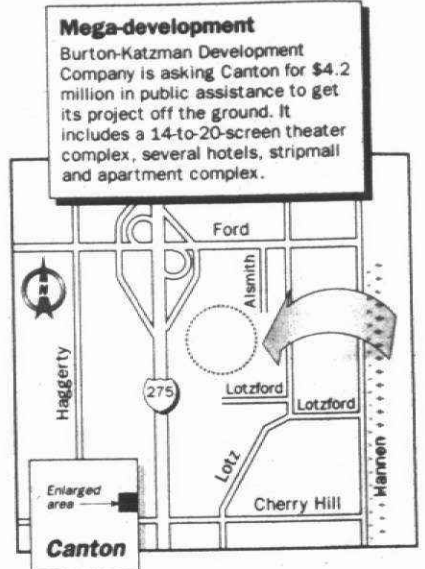 Mega-development
Burton-Katzman Development
Company is asking Canton for $4.2
million in public assistance to get
its project off the ground. It
includes a 14-to-20-screen theater
complex, several hotels, stripmall
and apartment complex.
Ford
Alsmith
N
Haggerty
275
Lotzford
Lotzford
Lotz
Hannen
Cherry Hill
Enlarged
area
Canton